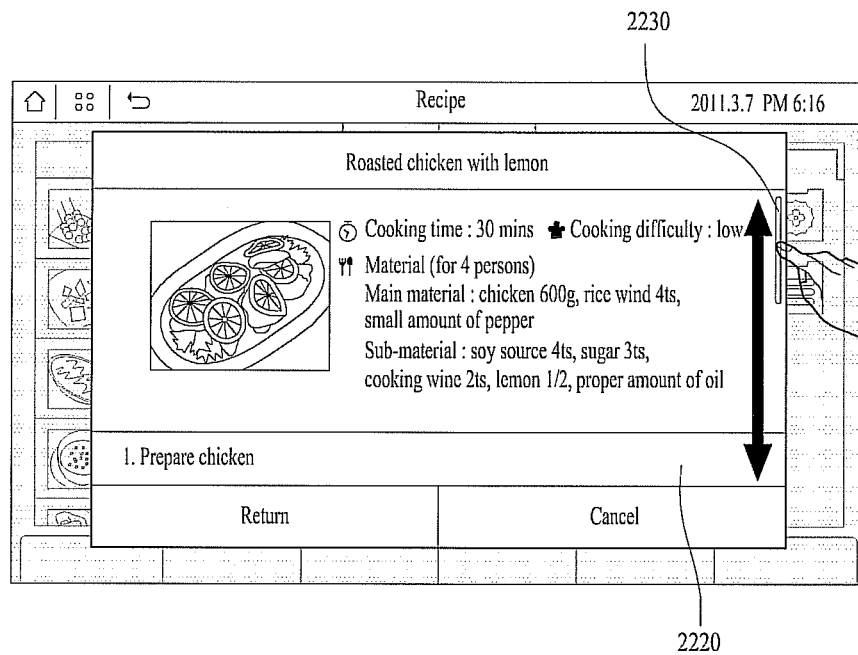 2230
Recipe 2011.3.7 PM 6:16
Roasted chicken with lemon
Cooking time : 30 mins Cooking difficulty : low
Material (for 4 persons)
Main material : chicken 600g, rice wind 4ts,
small amount of pepper
Sub-material : soy source 4ts, sugar 3ts,
cooking wine 2ts, lemon 1/2, proper amount of oil
1. Prepare chicken
Return Cancel
2220